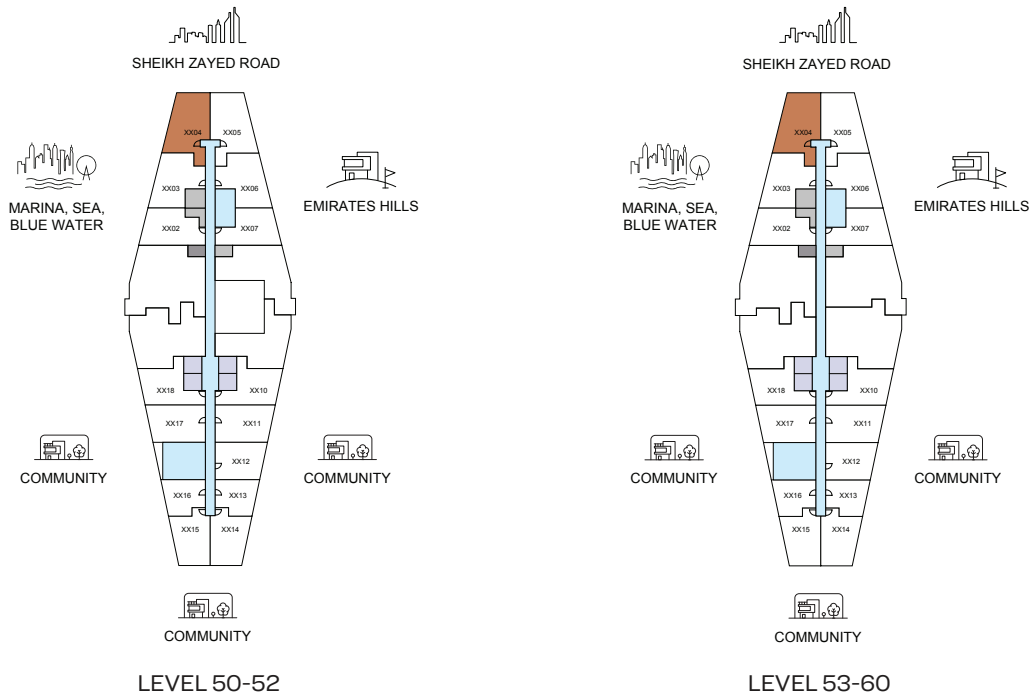 SHEIKH ZAYED ROAD
XX04
XX05
MARINA, SEA,
BLUE WATER
XX03
XX06
EMIRATES HILLS
XX02
XX07
XX18
XX10
XX17
XX11
COMMUNITY
XX12
COMMUNITY
XX16
XX13
XX15
XX14
COMMUNITY
LEVEL 50-52
SHEIKH ZAYED ROAD
XX04
XX05
MARINA, SEA,
BLUE WATER
XX03
XX06
EMIRATES HILLS
XX02
XX07
XX18
XX10
XX17
XX11
COMMUNITY
XX12
COMMUNITY
XX16
XX13
XX15
XX14
COMMUNITY
LEVEL 53-60